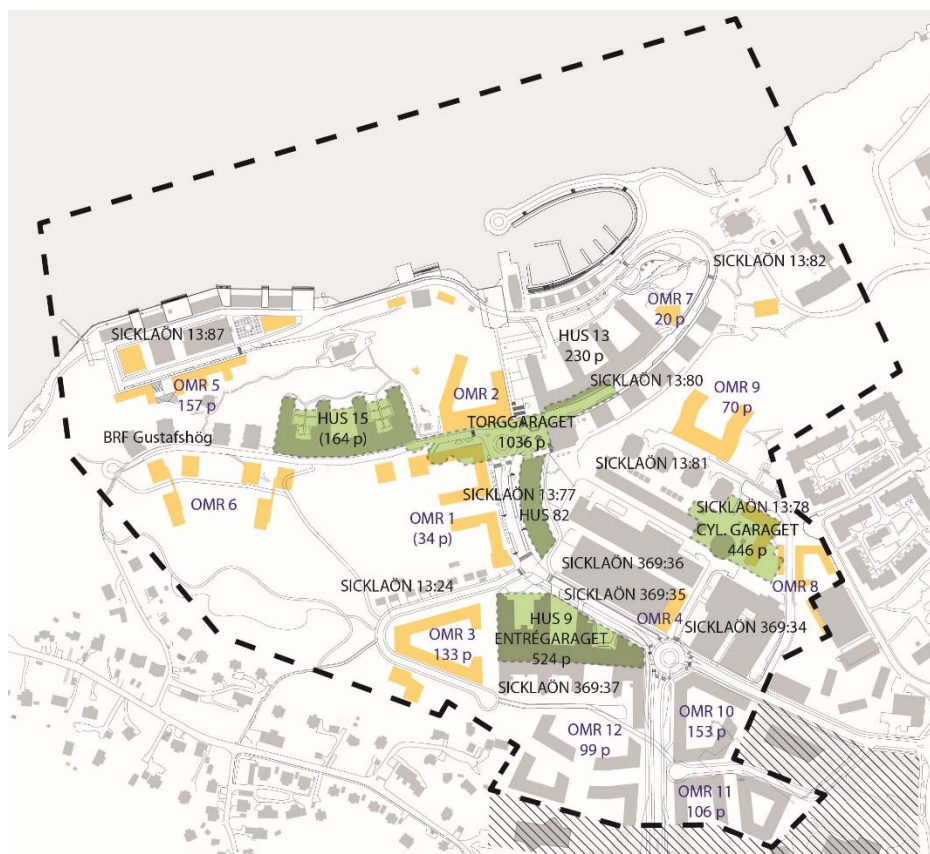 SICKLAÖN 13:82
OMR 7
20 p
SICKLAÖN 13:87
HUS 13
230 p
OMR 5
157 p
OMR 2
SICKLAÖN 13:80
OMR 9
70 p
HUS 15
(164 p)
TORGGARAGET
1036 p
BRF Gustafshög
SICKLAÖN 13:81
OMR 6
SICKLAÖN 13:77
HUS 82
SICKLAÖN 13:78
CYL. GARAGET
446 p
OMR 1
(34 p)
SICKLAÖN 369:36
OMR 8
SICKLAÖN 13:24
SICKLAÖN 369:35
OMR 4
SICKLAÖN 369:34
OMR 3
133 p
HUS 9
ENTRÉGARAGET
524 p
SICKLAÖN 369:37
OMR 12
99 p
OMR 10
153 p
OMR 11
106 p